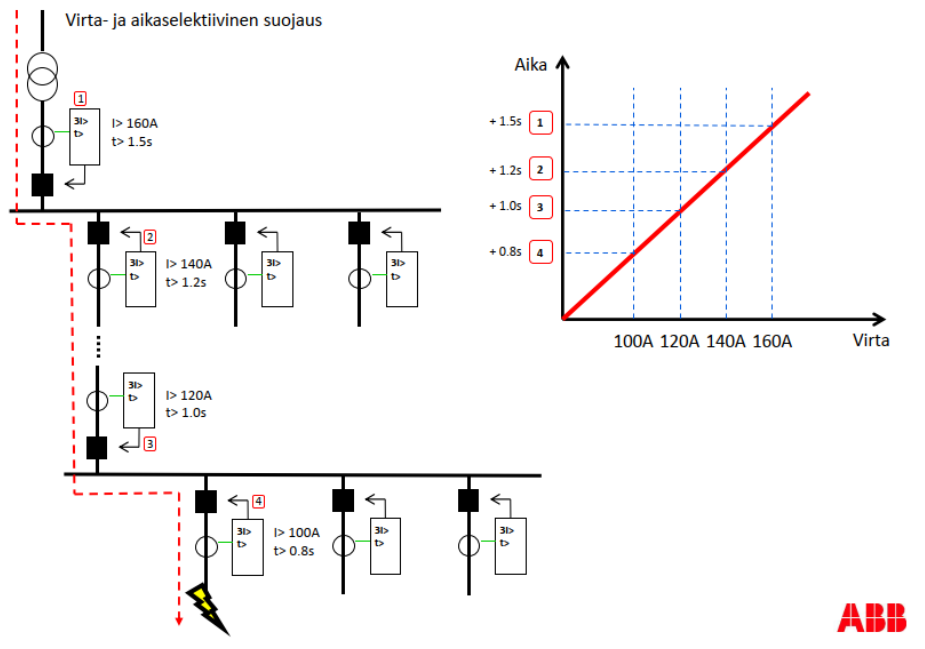 Virta- ja aikaselektiivinen suojaus
1
3I>
t>
I> 160A
t> 1.5s
2
3I>
t>
I> 140A
t> 1.2s
3I>
t>
3I>
t>
3I>
t>
I> 120A
t> 1.0s
3
4
3I>
t>
I> 100A
t> 0.8s
3I>
t>
3I>
t>
Aika
+ 1.5s 1
+ 1.2s 2
+ 1.0s 3
+ 0.8s 4
100A 120A 140A 160A
Virta
ABB